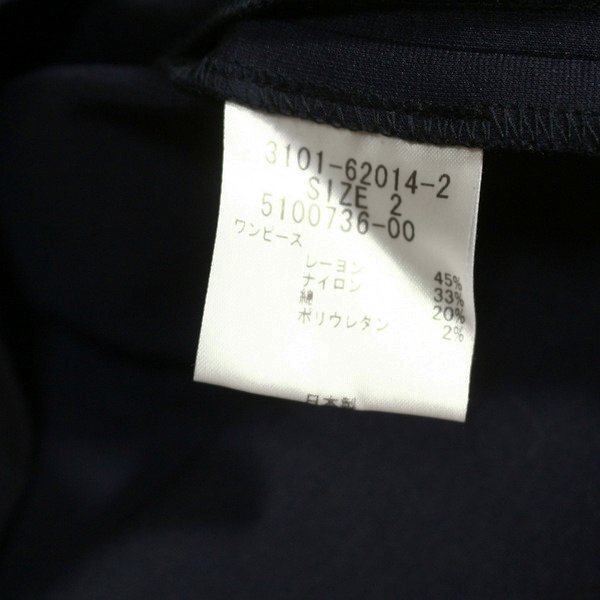 3101-62014-2
SIZE 2
5100736-00
ワンピース
レーヨン 45%
ナイロン 33%
綿 20%
ポリウレタン 2%
日本製